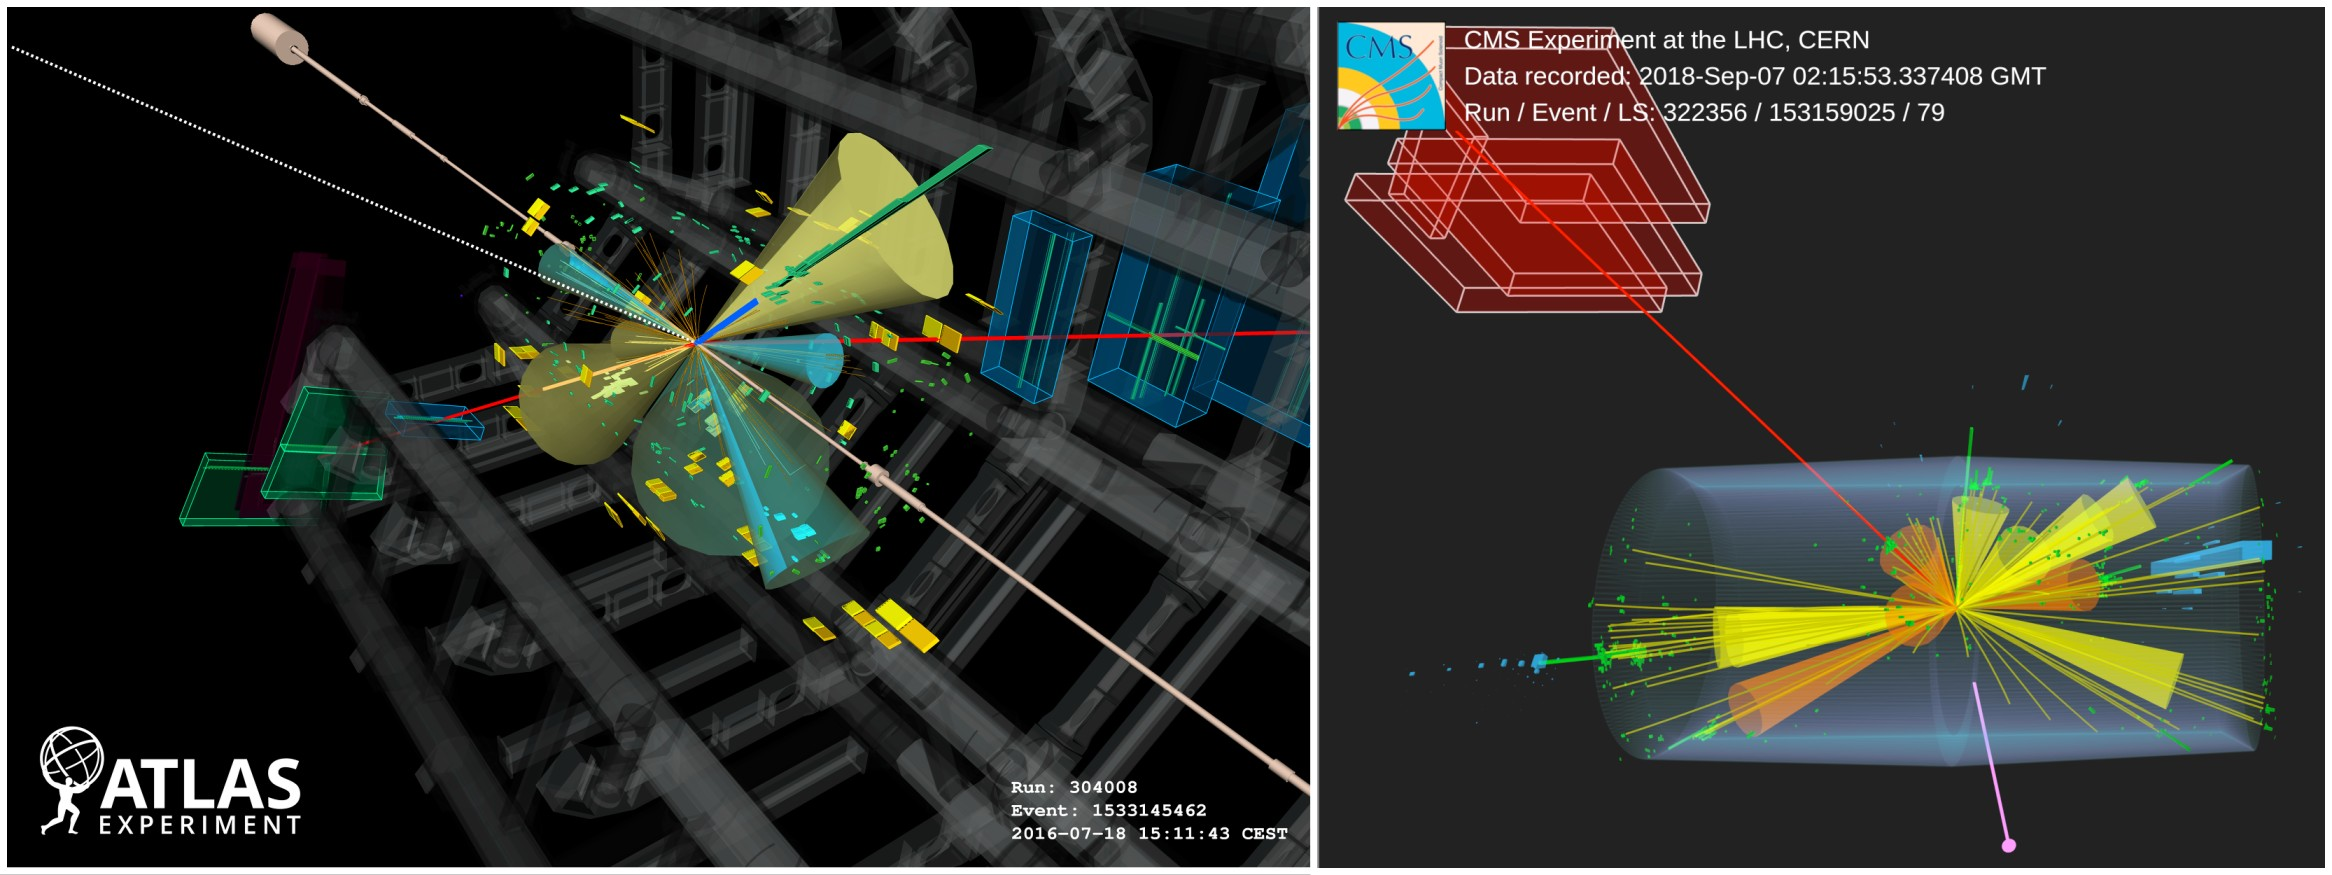 ATLAS
EXPERIMENT
Run: 304008
Event: 1533145462
2016-07-18 15:11:43 CEST
CMS
CMS Experiment at the LHC, CERN
Data recorded: 2018-Sep-07 02:15:53.337408 GMT
Run / Event / LS: 322356 / 153159025 / 79